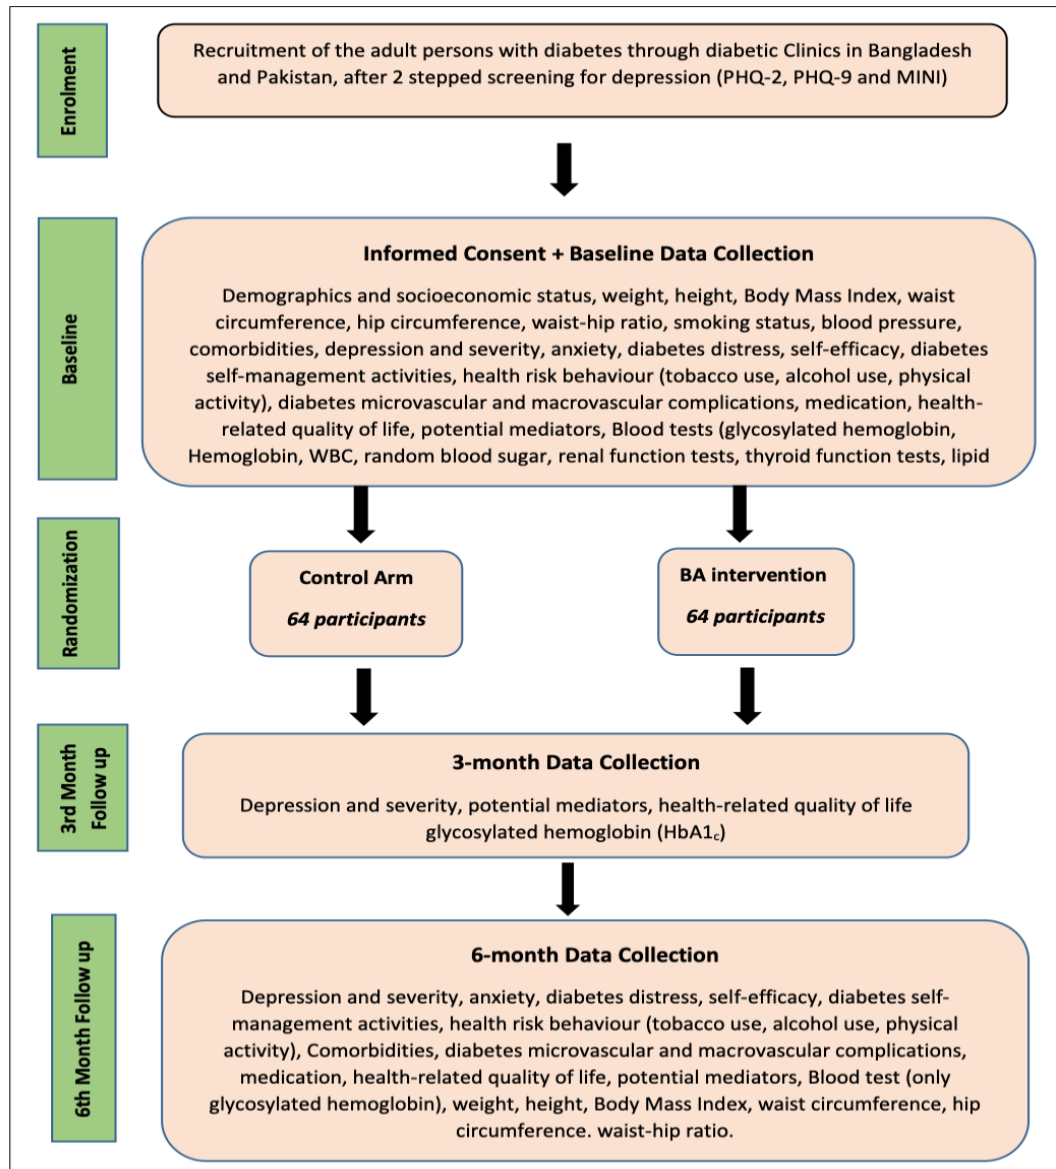 Enrolment
Recruitment of the adult persons with diabetes through diabetic Clinics in Bangladesh
and Pakistan, after 2 stepped screening for depression (PHQ-2, PHQ-9 and MINI)
Baseline
Informed Consent + Baseline Data Collection
Demographics and socioeconomic status, weight, height, Body Mass Index, waist
circumference, hip circumference, waist-hip ratio, smoking status, blood pressure,
comorbidities, depression and severity, anxiety, diabetes distress, self-efficacy, diabetes
self-management activities, health risk behaviour (tobacco use, alcohol use, physical
activity), diabetes microvascular and macrovascular complications, medication, health-
related quality of life, potential mediators, Blood tests (glycosylated hemoglobin,
Hemoglobin, WBC, random blood sugar, renal function tests, thyroid function tests, lipid
Randomization
Control Arm
64 participants
BA intervention
64 participants
3rd Month
Follow up
3-month Data Collection
Depression and severity, potential mediators, health-related quality of life
glycosylated hemoglobin (HbA1c)
6th Month Follow up
6-month Data Collection
Depression and severity, anxiety, diabetes distress, self-efficacy, diabetes self-
management activities, health risk behaviour (tobacco use, alcohol use, physical
activity), Comorbidities, diabetes microvascular and macrovascular complications,
medication, health-related quality of life, potential mediators, Blood test (only
glycosylated hemoglobin), weight, height, Body Mass Index, waist circumference, hip
circumference. waist-hip ratio.